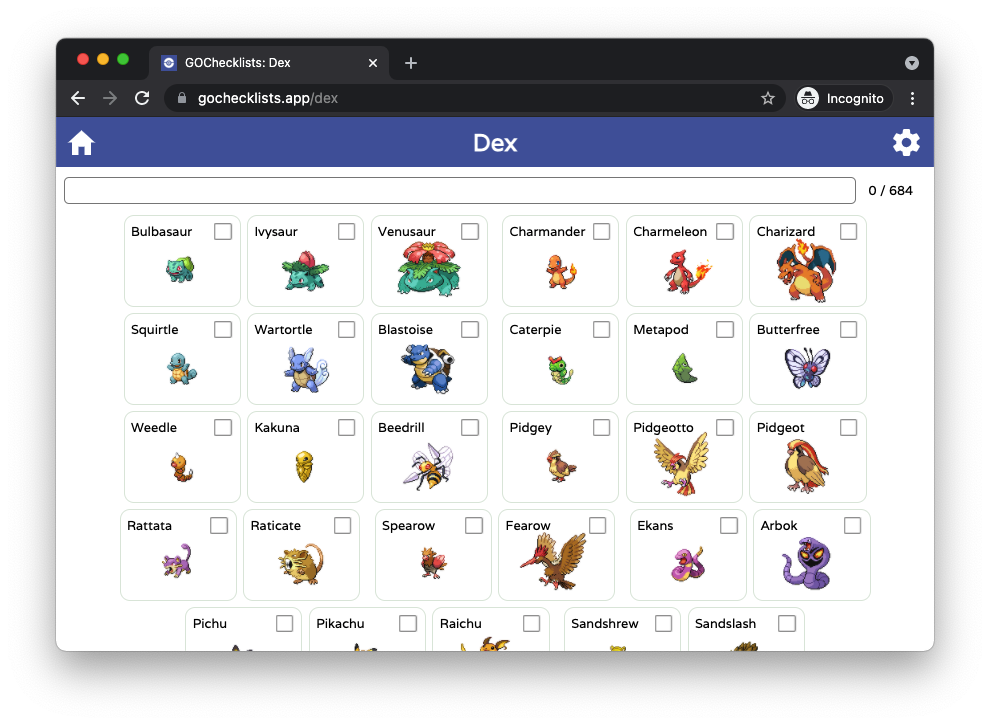 GOChecklists: Dex
gochecklists.app/dex
Incognito
Dex
0 / 684
Bulbasaur Ivysaur Venusaur Charmander Charmeleon Charizard
Squirtle Wartortle Blastoise Caterpie Metapod Butterfree
Weedle Kakuna Beedrill Pidgey Pidgeotto Pidgeot
Rattata Raticate Spearow Fearow Ekans Arbok
Pichu Pikachu Raichu Sandshrew Sandslash